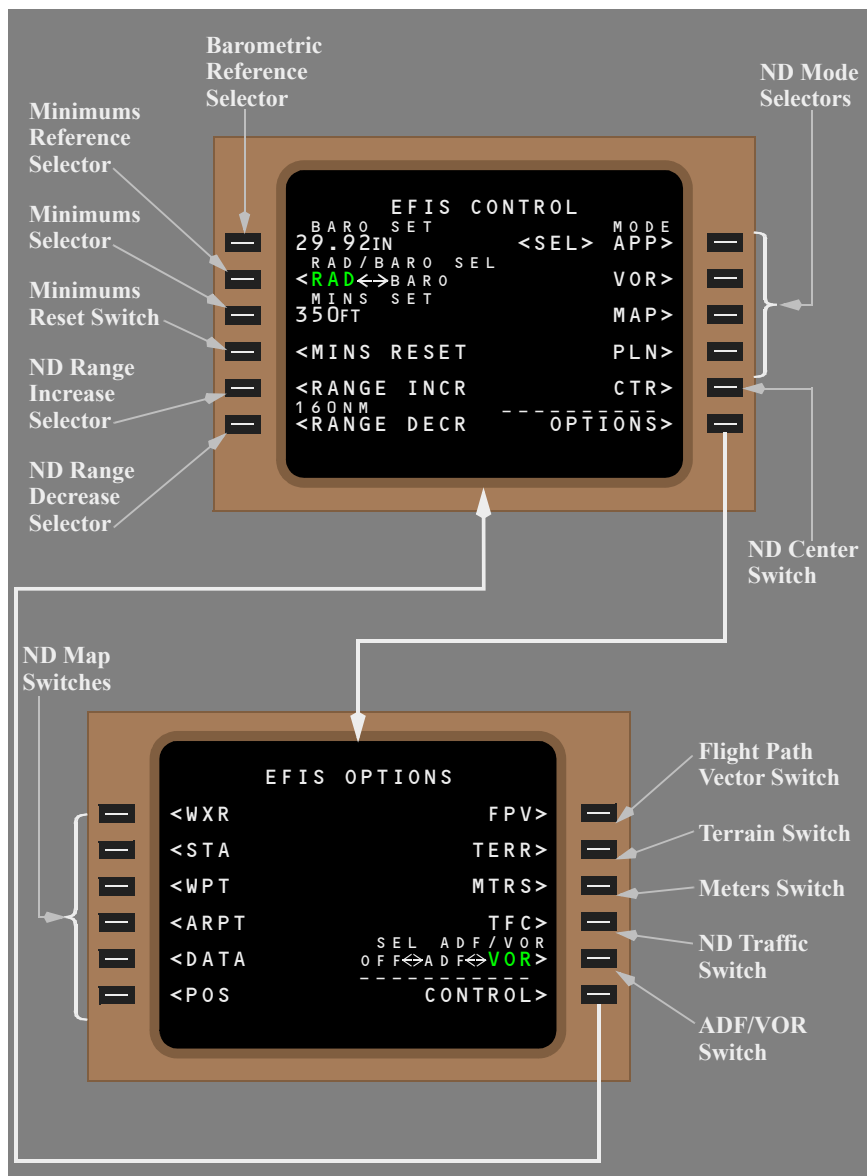 Barometric
Reference
Selector
ND Mode
Selectors
Minimums
Reference
Selector
Minimums
Selector
Minimums
Reset Switch
ND Range
Increase
Selector
ND Range
Decrease
Selector
EFIS CONTROL
BARO SET MODE
29.92IN <SEL> APP>
RAD/BARO SEL
<RAD<->BARO VOR>
MINS SET
350FT MAP>
<MINS RESET PLN>
<RANGE INCR CTR>
160NM ----------
<RANGE DECR OPTIONS>
ND Center
Switch
ND Map
Switches
EFIS OPTIONS
<WXR FPV>
<STA TERR>
<WPT MTRS>
<ARPT TFC>
SEL ADF/VOR
<DATA OFF<->ADF<->VOR>
-----------
<POS CONTROL>
Flight Path
Vector Switch
Terrain Switch
Meters Switch
ND Traffic
Switch
ADF/VOR
Switch